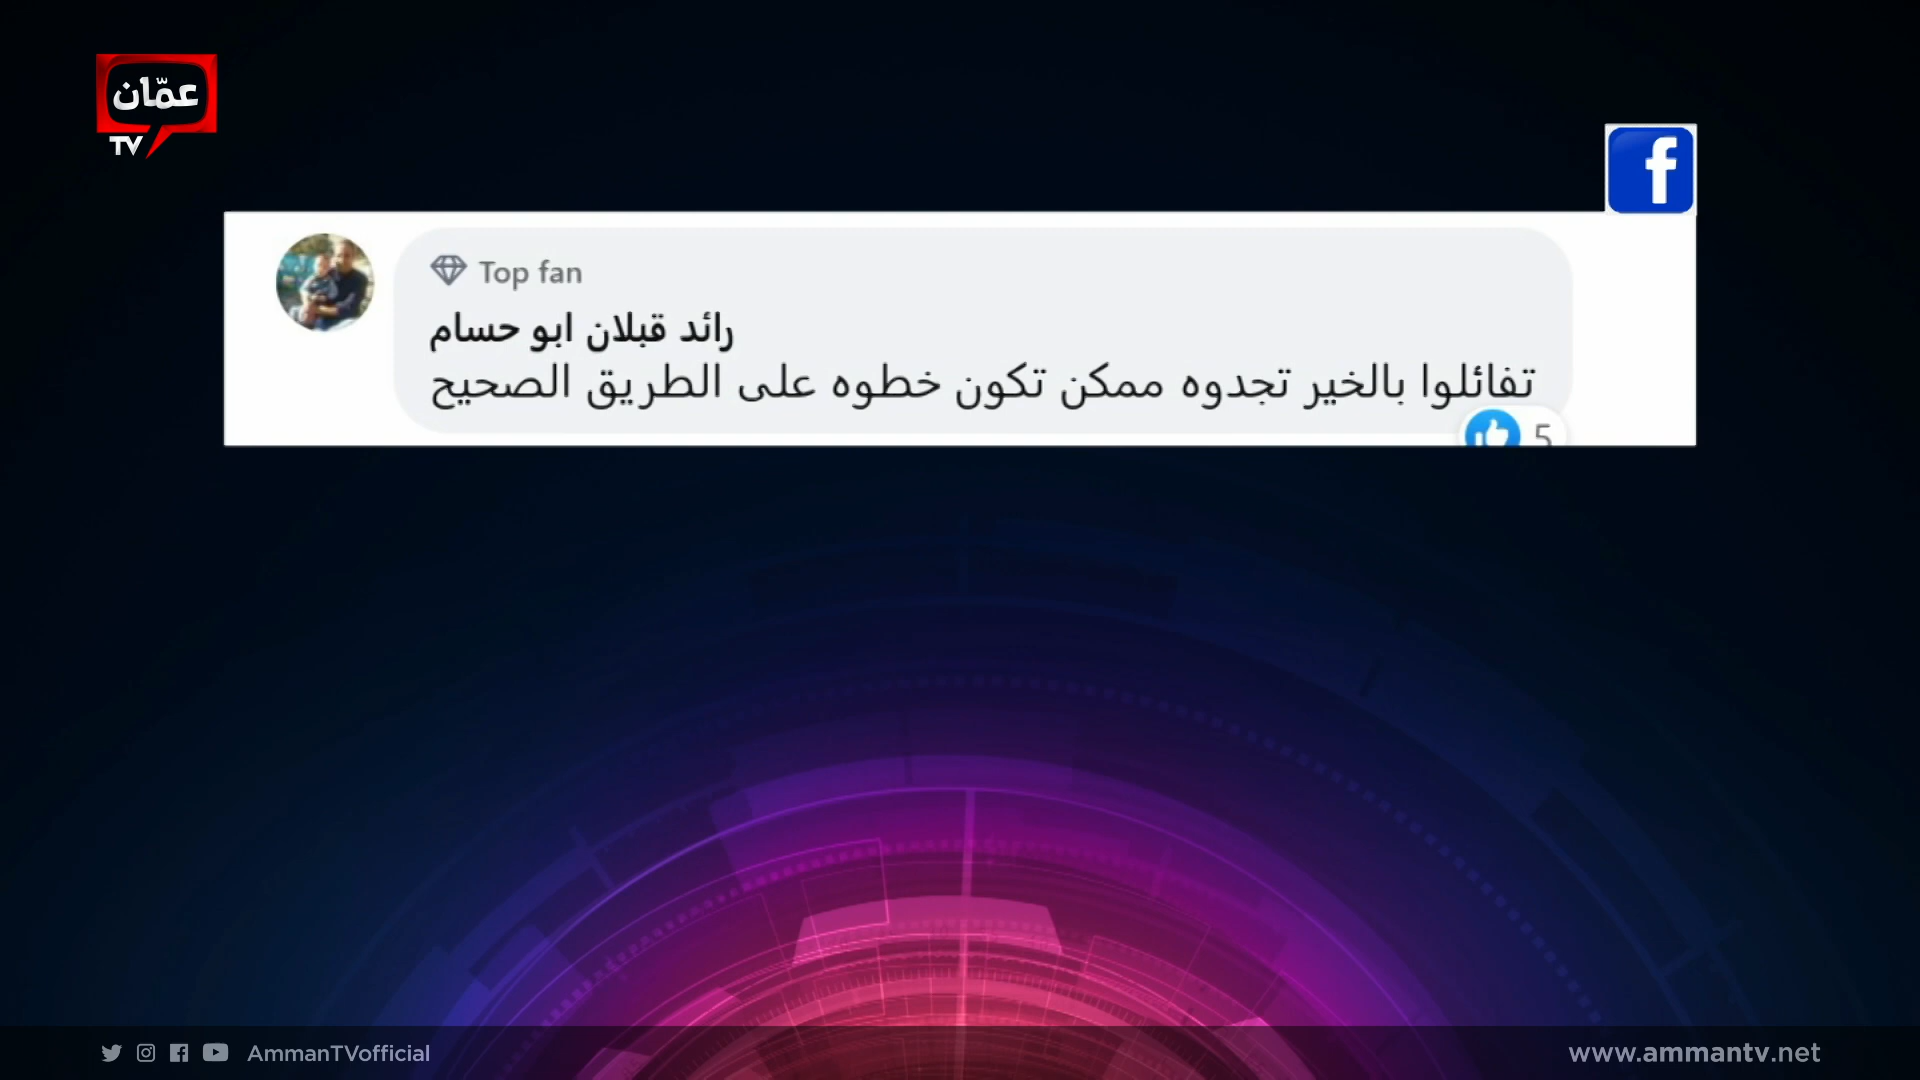 عمّان
TV
f
Top fan
رائد قبلان ابو حسام
تفائلوا بالخير تجدوه ممكن تكون خطوه على الطريق الصحيح
5
AmmanTVofficial
www.ammantv.net